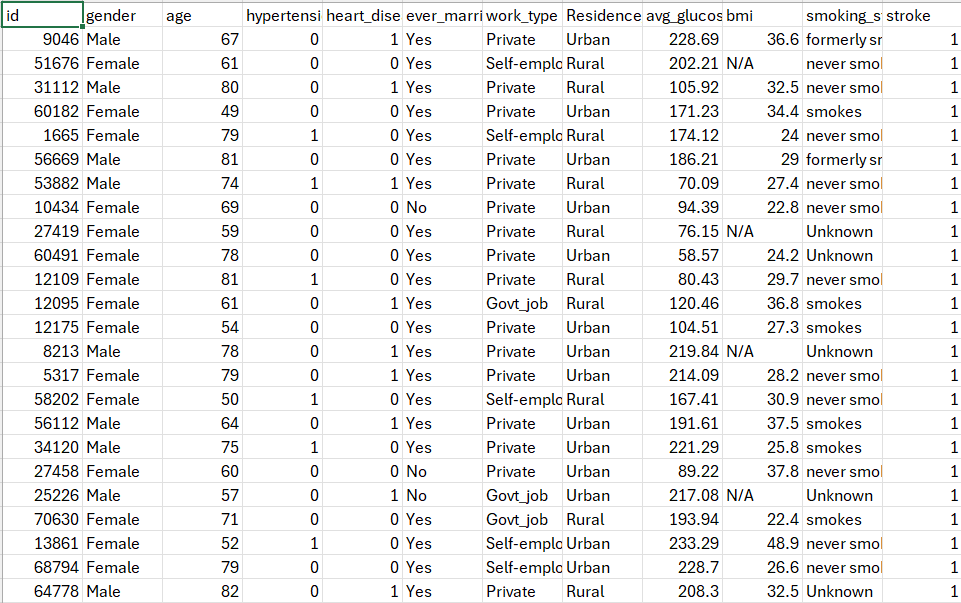 id gender age hypertensi heart_dise ever_marri work_type Residence avg_glucos bmi smoking_s stroke
9046 Male 67 0 1 Yes Private Urban 228.69 36.6 formerly sr 1
51676 Female 61 0 0 Yes Self-emplo Rural 202.21 N/A never smo 1
31112 Male 80 0 1 Yes Private Rural 105.92 32.5 never smo 1
60182 Female 49 0 0 Yes Private Urban 171.23 34.4 smokes 1
1665 Female 79 1 0 Yes Self-emplo Rural 174.12 24 never smo 1
56669 Male 81 0 0 Yes Private Urban 186.21 29 formerly sr 1
53882 Male 74 1 1 Yes Private Rural 70.09 27.4 never smo 1
10434 Female 69 0 0 No Private Urban 94.39 22.8 never smo 1
27419 Female 59 0 0 Yes Private Rural 76.15 N/A Unknown 1
60491 Female 78 0 0 Yes Private Urban 58.57 24.2 Unknown 1
12109 Female 81 1 0 Yes Private Rural 80.43 29.7 never smo 1
12095 Female 61 0 1 Yes Govt_job Rural 120.46 36.8 smokes 1
12175 Female 54 0 0 Yes Private Urban 104.51 27.3 smokes 1
8213 Male 78 0 1 Yes Private Urban 219.84 N/A Unknown 1
5317 Female 79 0 1 Yes Private Urban 214.09 28.2 never smo 1
58202 Female 50 1 0 Yes Self-emplo Rural 167.41 30.9 never smo 1
56112 Male 64 0 1 Yes Private Urban 191.61 37.5 smokes 1
34120 Male 75 1 0 Yes Private Urban 221.29 25.8 smokes 1
27458 Female 60 0 0 No Private Urban 89.22 37.8 never smo 1
25226 Male 57 0 1 No Govt_job Urban 217.08 N/A Unknown 1
70630 Female 71 0 0 Yes Govt_job Rural 193.94 22.4 smokes 1
13861 Female 52 1 0 Yes Self-emplo Urban 233.29 48.9 never smo 1
68794 Female 79 0 0 Yes Self-emplo Urban 228.7 26.6 never smo 1
64778 Male 82 0 1 Yes Private Rural 208.3 32.5 Unknown 1